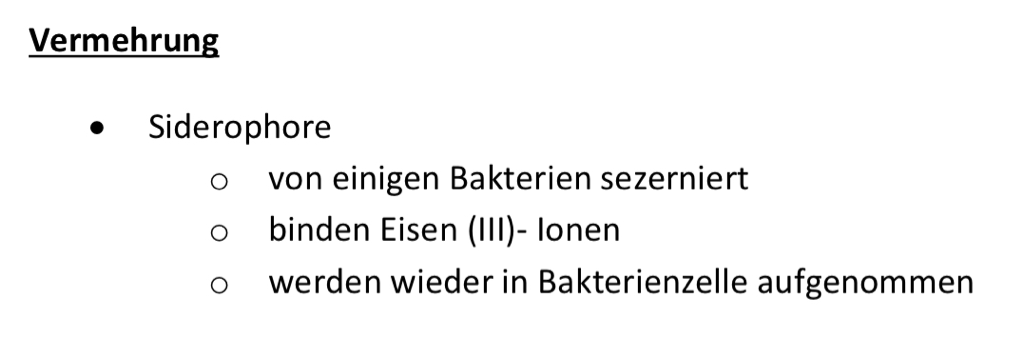 Vermehrung
• Siderophore
o von einigen Bakterien sezerniert
o binden Eisen (III)- Ionen
o werden wieder in Bakterienzelle aufgenommen